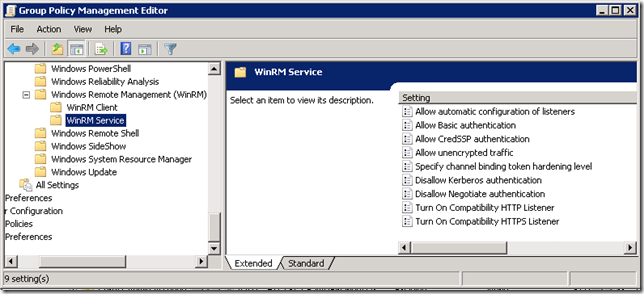 Group Policy Management Editor
File Action View Help
Windows PowerShell
Windows Reliability Analysis
Windows Remote Management (WinRM)
WinRM Client
WinRM Service
Windows Remote Shell
Windows SideShow
Windows System Resource Manager
Windows Update
All Settings
Preferences
r Configuration
Policies
Preferences
WinRM Service
Select an item to view its description.
Setting
Allow automatic configuration of listeners
Allow Basic authentication
Allow CredSSP authentication
Allow unencrypted traffic
Specify channel binding token hardening level
Disallow Kerberos authentication
Disallow Negotiate authentication
Turn On Compatibility HTTP Listener
Turn On Compatibility HTTPS Listener
Extended Standard
9 setting(s)